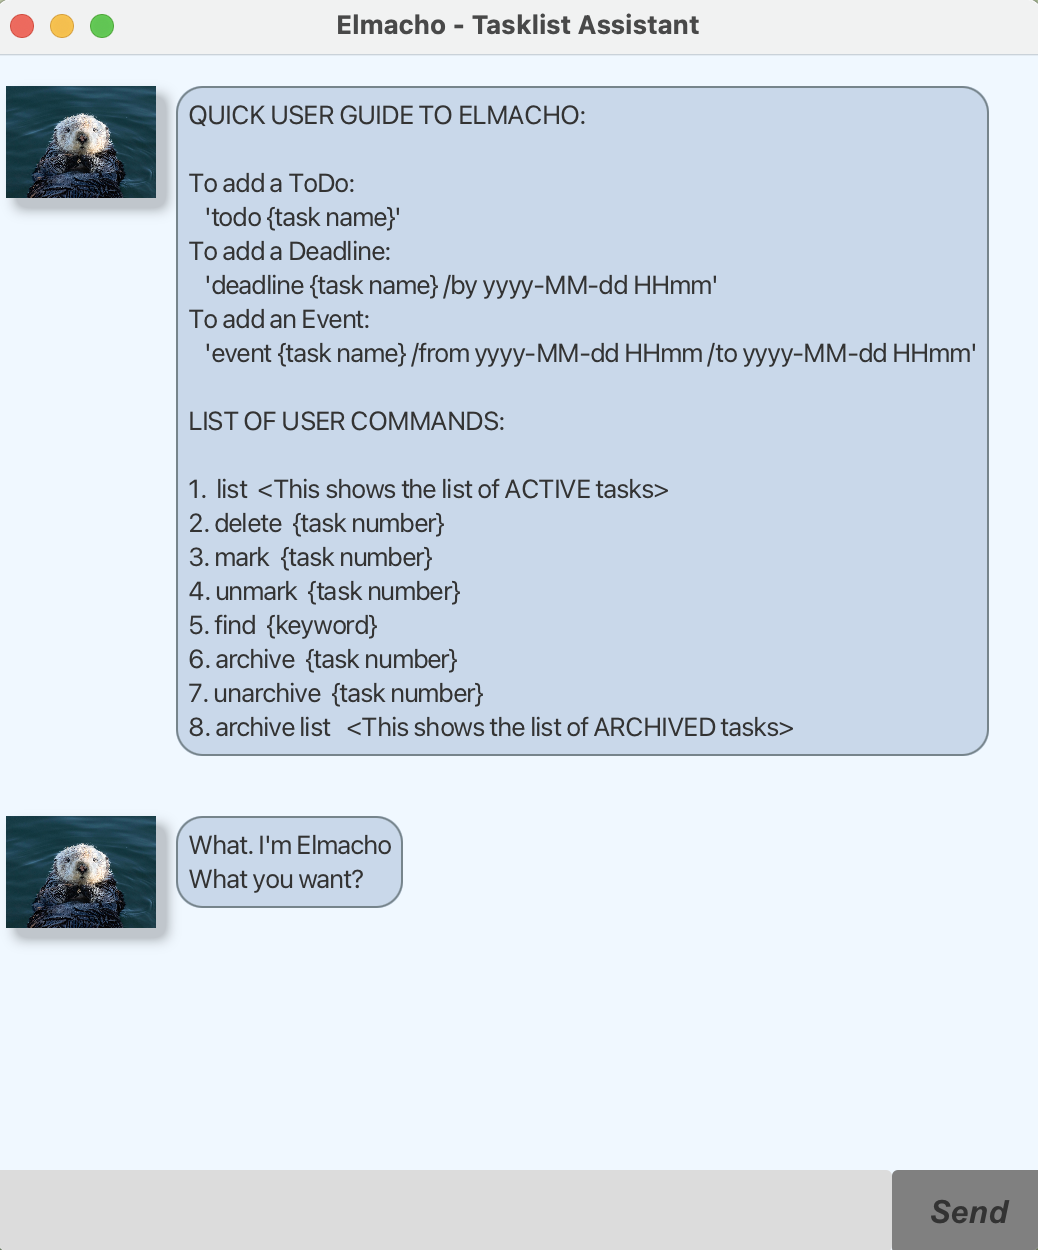 Elmacho - Tasklist Assistant
QUICK USER GUIDE TO ELMACHO:
To add a ToDo:
'todo {task name}'
To add a Deadline:
'deadline {task name} /by yyyy-MM-dd HHmm'
To add an Event:
'event {task name} /from yyyy-MM-dd HHmm /to yyyy-MM-dd HHmm'
LIST OF USER COMMANDS:
1.  list  <This shows the list of ACTIVE tasks>
2. delete  {task number}
3. mark  {task number}
4. unmark  {task number}
5. find  {keyword}
6. archive  {task number}
7. unarchive  {task number}
8. archive list   <This shows the list of ARCHIVED tasks>
What. I'm Elmacho
What you want?
Send